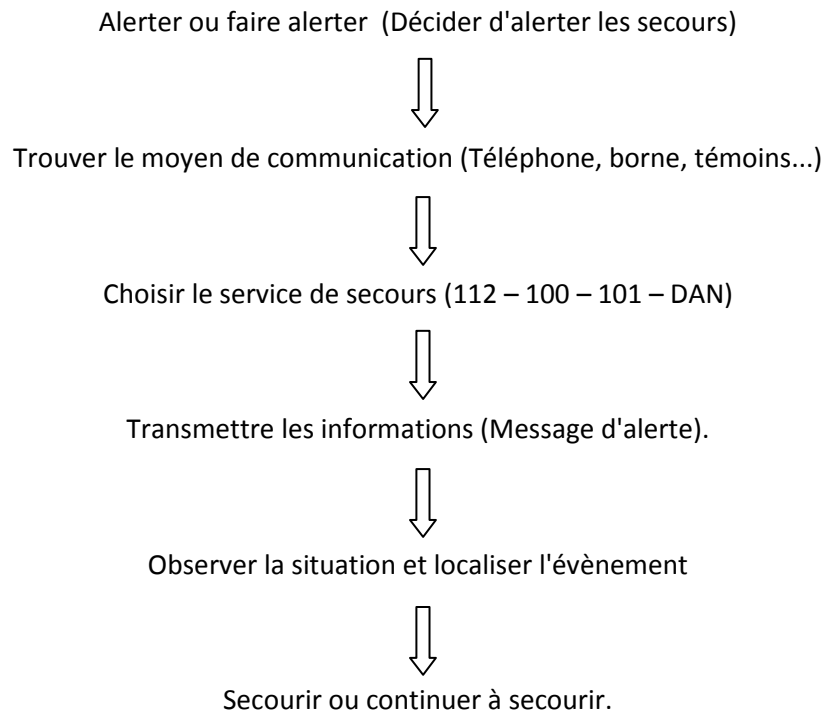 Alerter ou faire alerter  (Décider d'alerter les secours)
Trouver le moyen de communication (Téléphone, borne, témoins...)
Choisir le service de secours (112 – 100 – 101 – DAN)
Transmettre les informations (Message d'alerte).
Observer la situation et localiser l'évènement
Secourir ou continuer à secourir.